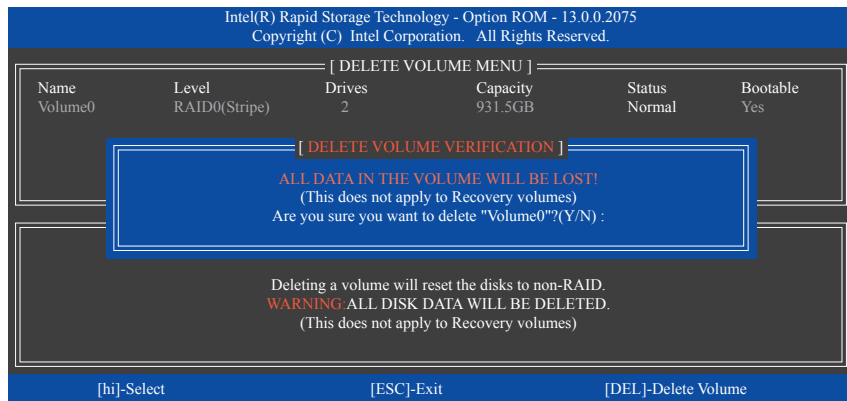 Intel(R) Rapid Storage Technology - Option ROM - 13.0.0.2075
Copyright (C) Intel Corporation. All Rights Reserved.
[ DELETE VOLUME MENU ]
Name Level Drives Capacity Status Bootable
Volume0 RAID0(Stripe) 2 931.5GB Normal Yes
[ DELETE VOLUME VERIFICATION ]
ALL DATA IN THE VOLUME WILL BE LOST!
(This does not apply to Recovery volumes)
Are you sure you want to delete "Volume0"?(Y/N) :
Deleting a volume will reset the disks to non-RAID.
WARNING:ALL DISK DATA WILL BE DELETED.
(This does not apply to Recovery volumes)
[hi]-Select [ESC]-Exit [DEL]-Delete Volume